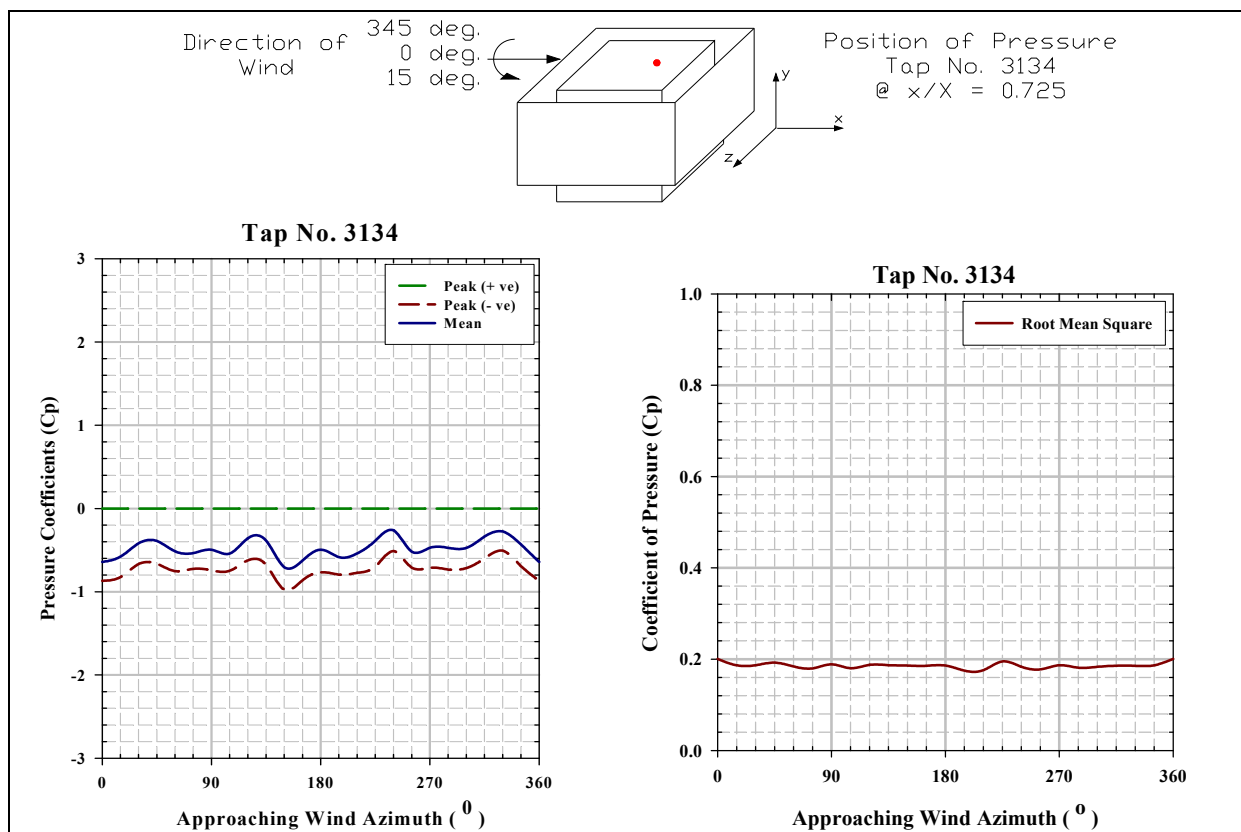 Direction of
Wind
345 deg.
0 deg.
15 deg.
Position of Pressure
Tap No. 3134
@ x/X = 0.725
y
x
z
Tap No. 3134
Peak (+ ve)
Peak (- ve)
Mean
Pressure Coefficients (Cp)
3
2
1
0
-1
-2
-3
0
90
180
270
360
Approaching Wind Azimuth ( 0 )
Tap No. 3134
Root Mean Square
Coefficient of Pressure (Cp)
1.0
0.8
0.6
0.4
0.2
0.0
0
90
180
270
360
Approaching Wind Azimuth ( o )